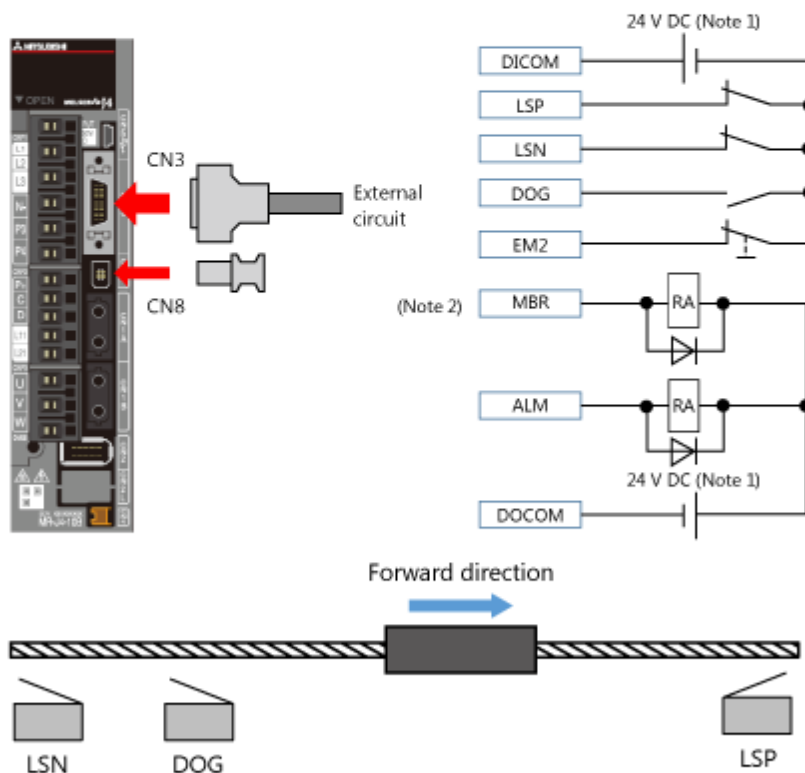 MITSUBISHI
OPEN
L1
L2
L3
N-
P3
P4
P+
C
D
L11
L21
U
V
W
MR-J4-10B
CN3
CN8
External
circuit
24 V DC (Note 1)
DICOM
LSP
LSN
DOG
EM2
(Note 2)
MBR
RA
ALM
RA
24 V DC (Note 1)
DOCOM
Forward direction
LSN
DOG
LSP